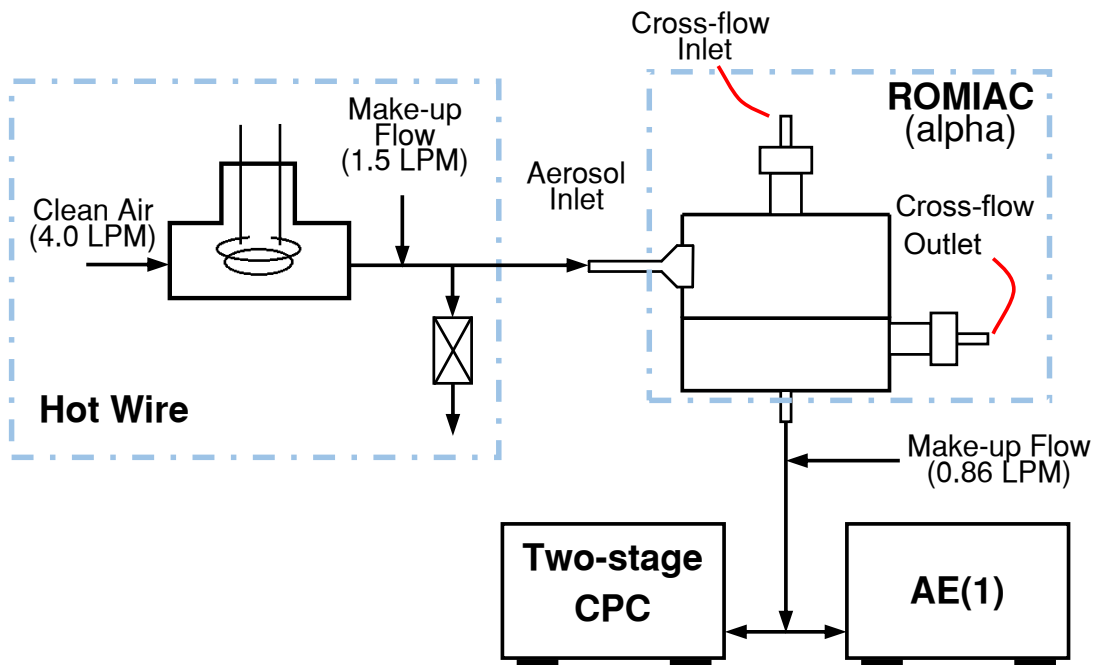 Cross-flow
Inlet
ROMIAC
(alpha)
Make-up
Flow
(1.5 LPM)
Aerosol
Inlet
Clean Air
(4.0 LPM)
Cross-flow
Outlet
Hot Wire
Make-up Flow
(0.86 LPM)
Two-stage
CPC
AE(1)